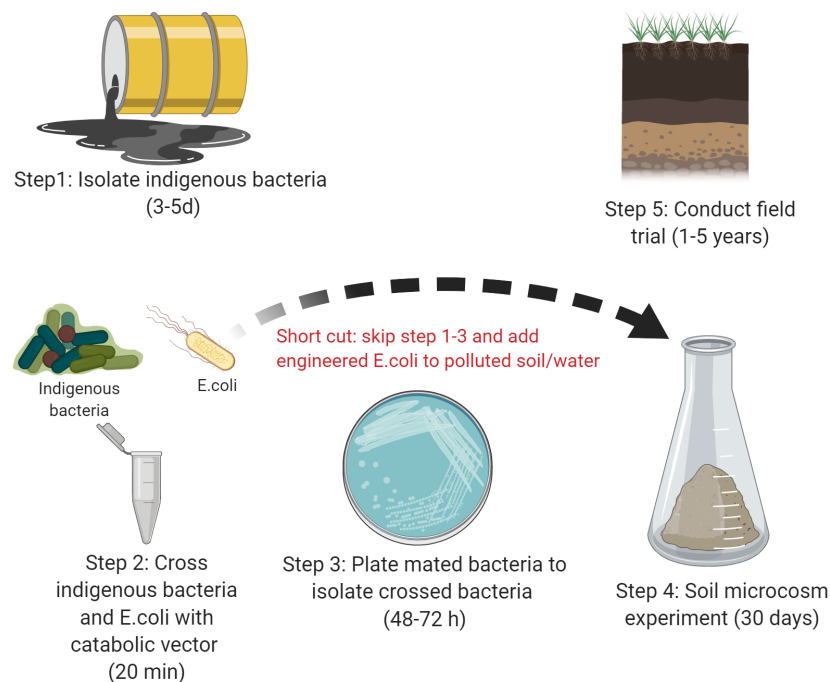 Step1: Isolate indigenous bacteria
(3-5d)
Step 5: Conduct field
trial (1-5 years)
Short cut: skip step 1-3 and add
engineered E.coli to polluted soil/water
Indigenous
bacteria
E.coli
Step 2: Cross
indigenous bacteria
and E.coli with
catabolic vector
(20 min)
Step 3: Plate mated bacteria to
isolate crossed bacteria
(48-72 h)
Step 4: Soil microcosm
experiment (30 days)